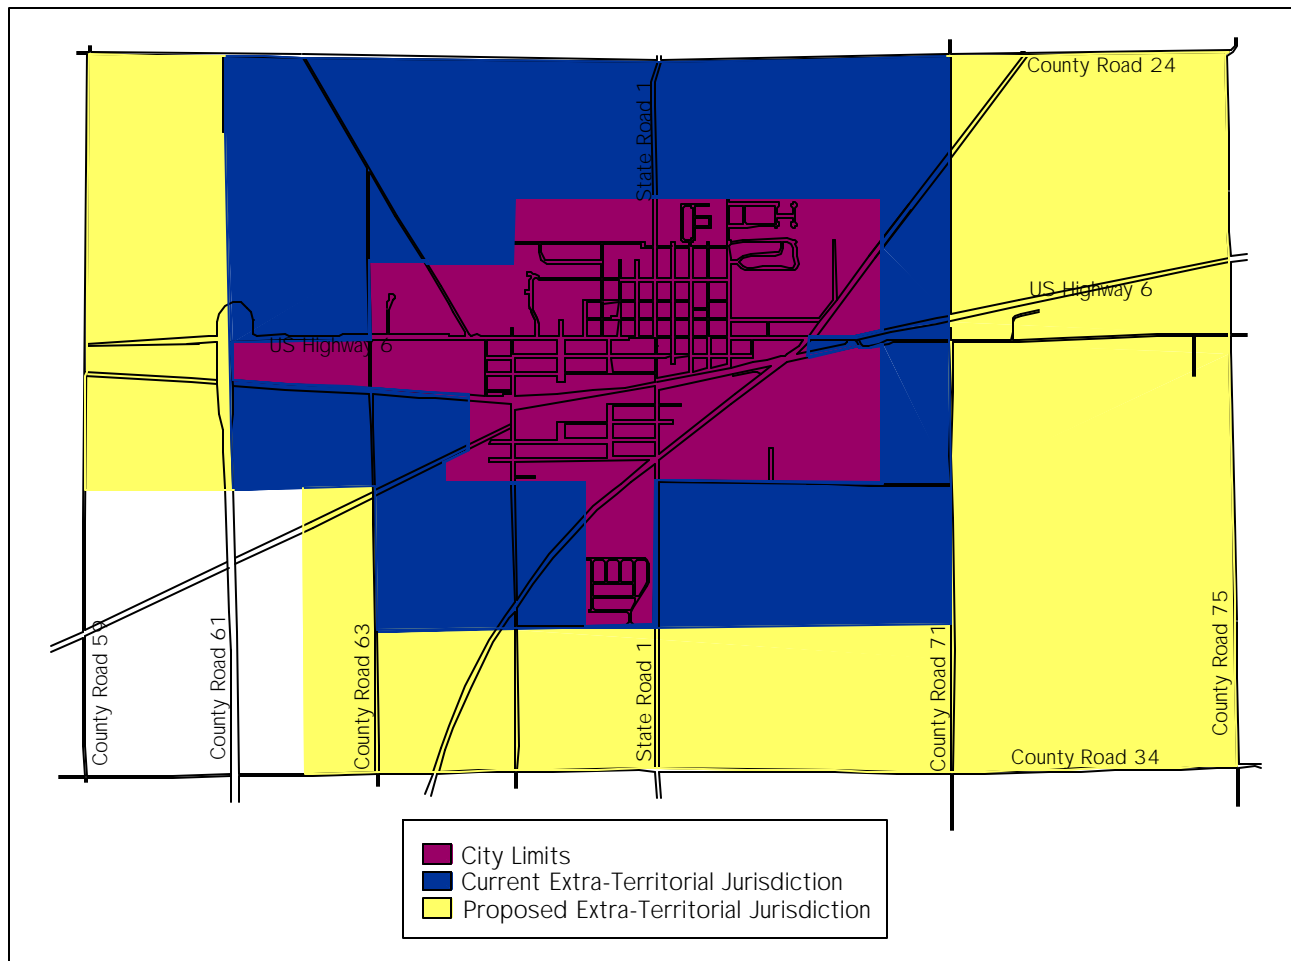 County Road 24
State Road 1
US Highway 6
US Highway 6
County Road 59
County Road 61
County Road 63
State Road 1
County Road 71
County Road 75
County Road 34
City Limits
Current Extra-Territorial Jurisdiction
Proposed Extra-Territorial Jurisdiction